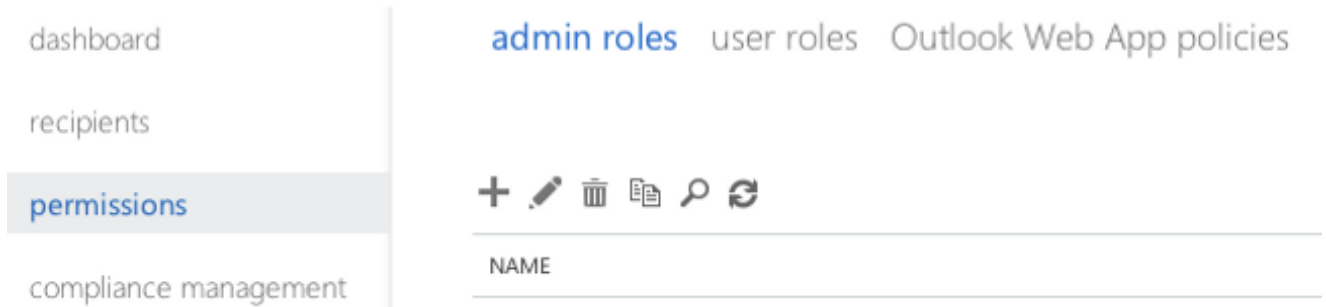 dashboard
recipients
permissions
compliance management
admin roles user roles Outlook Web App policies
NAME